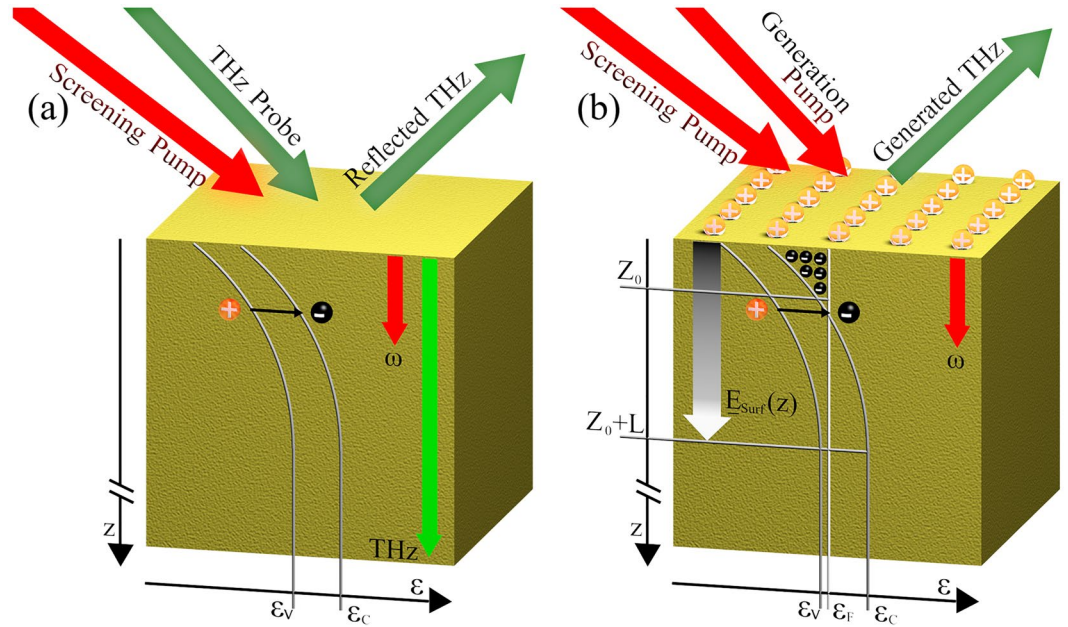 (a)
Screening Pump
THz Probe
Reflected THz
+
-
ω
THz
z
ε
εV
εC
(b)
Screening Pump
Generation
Pump
Generated THz
Z0
+
-
ω
ESurf(z)
Z0+L
z
ε
εV
εF
εC